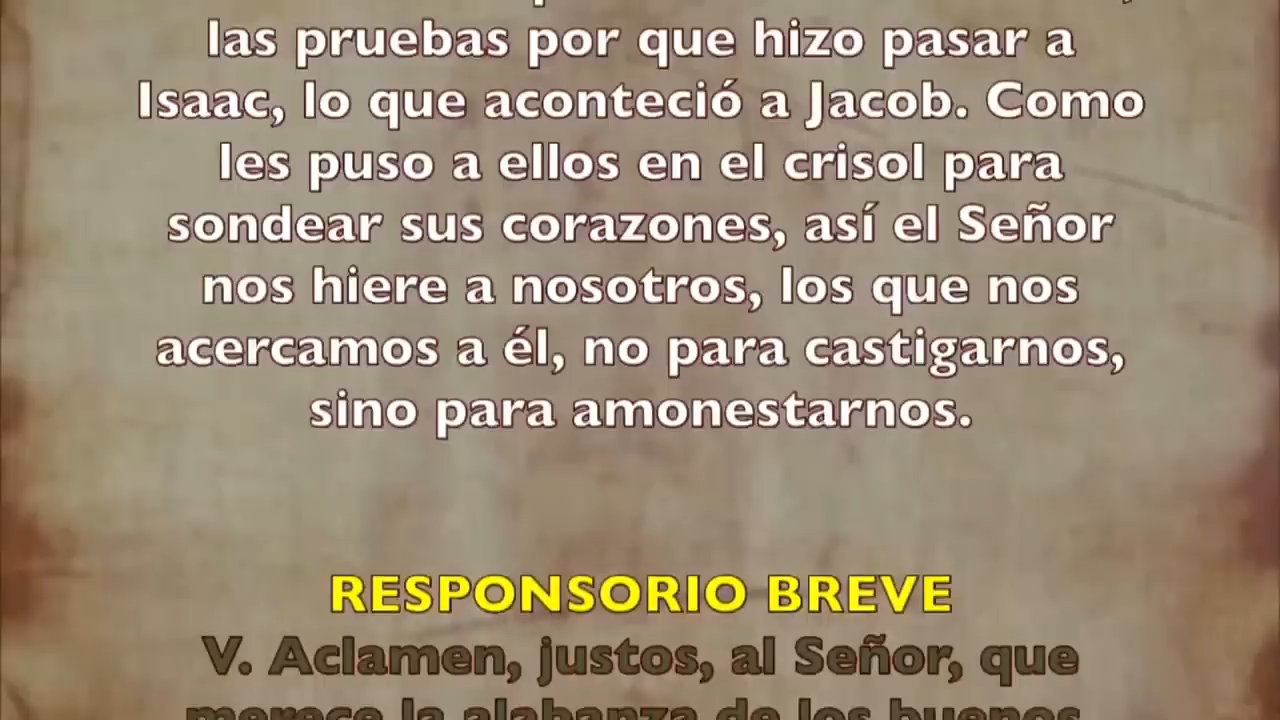 las pruebas por que hizo pasar a
Isaac, lo que aconteció a Jacob. Como
les puso a ellos en el crisol para
sondear sus corazones, así el Señor
nos hiere a nosotros, los que nos
acercamos a él, no para castigarnos,
sino para amonestarnos.
RESPONSORIO BREVE
V. Aclamen, justos, al Señor, que
merece la alabanza de los buenos